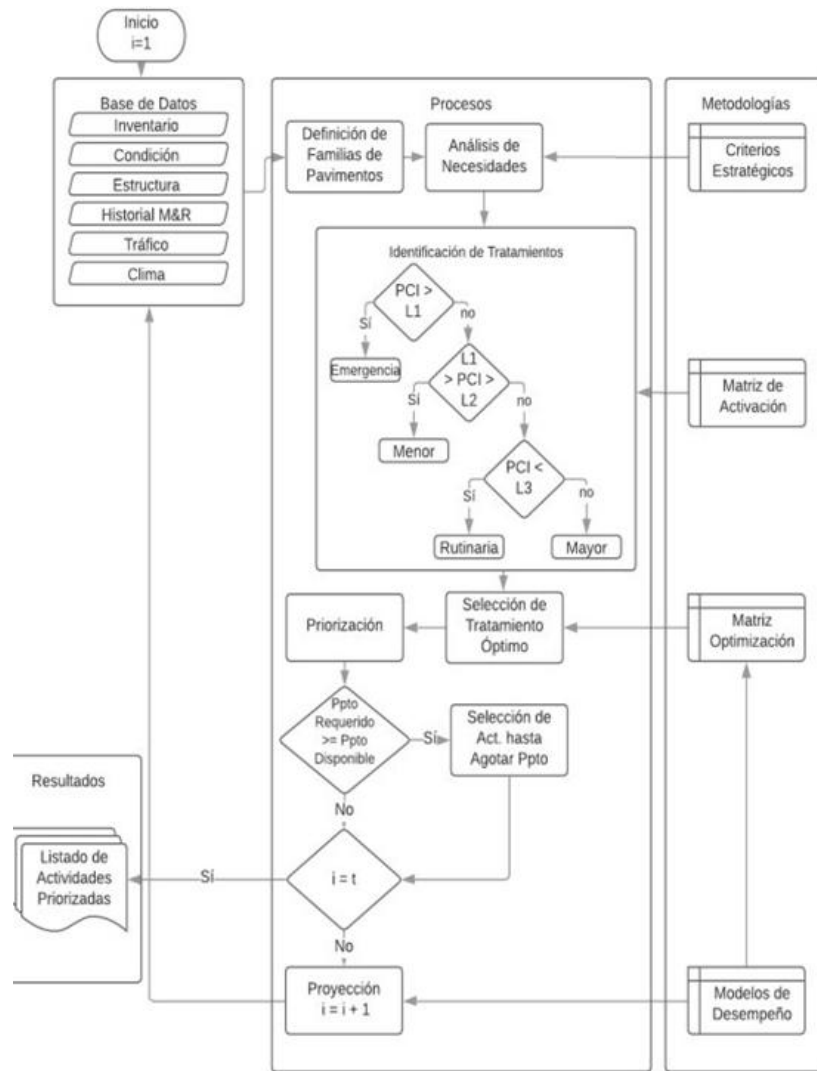 Inicio
i=1
Base de Datos
Inventario
Condición
Estructura
Historial M&R
Tráfico
Clima
Procesos
Definición de
Familias de
Pavimentos
Análisis de
Necesidades
Identificación de Tratamientos
PCI >
L1
Sí
no
Emergencia
L1
> PCI >
L2
Sí
no
Menor
PCI <
L3
Sí
no
Rutinaria
Mayor
Priorización
Selección de
Tratamiento
Óptimo
Ppto
Requerido
>= Ppto
Disponible
Sí
Selección de
Act. hasta
Agotar Ppto
No
i = t
Sí
No
Proyección
i = i + 1
Resultados
Listado de
Actividades
Priorizadas
Metodologías
Criterios
Estratégicos
Matriz de
Activación
Matriz
Optimización
Modelos de
Desempeño